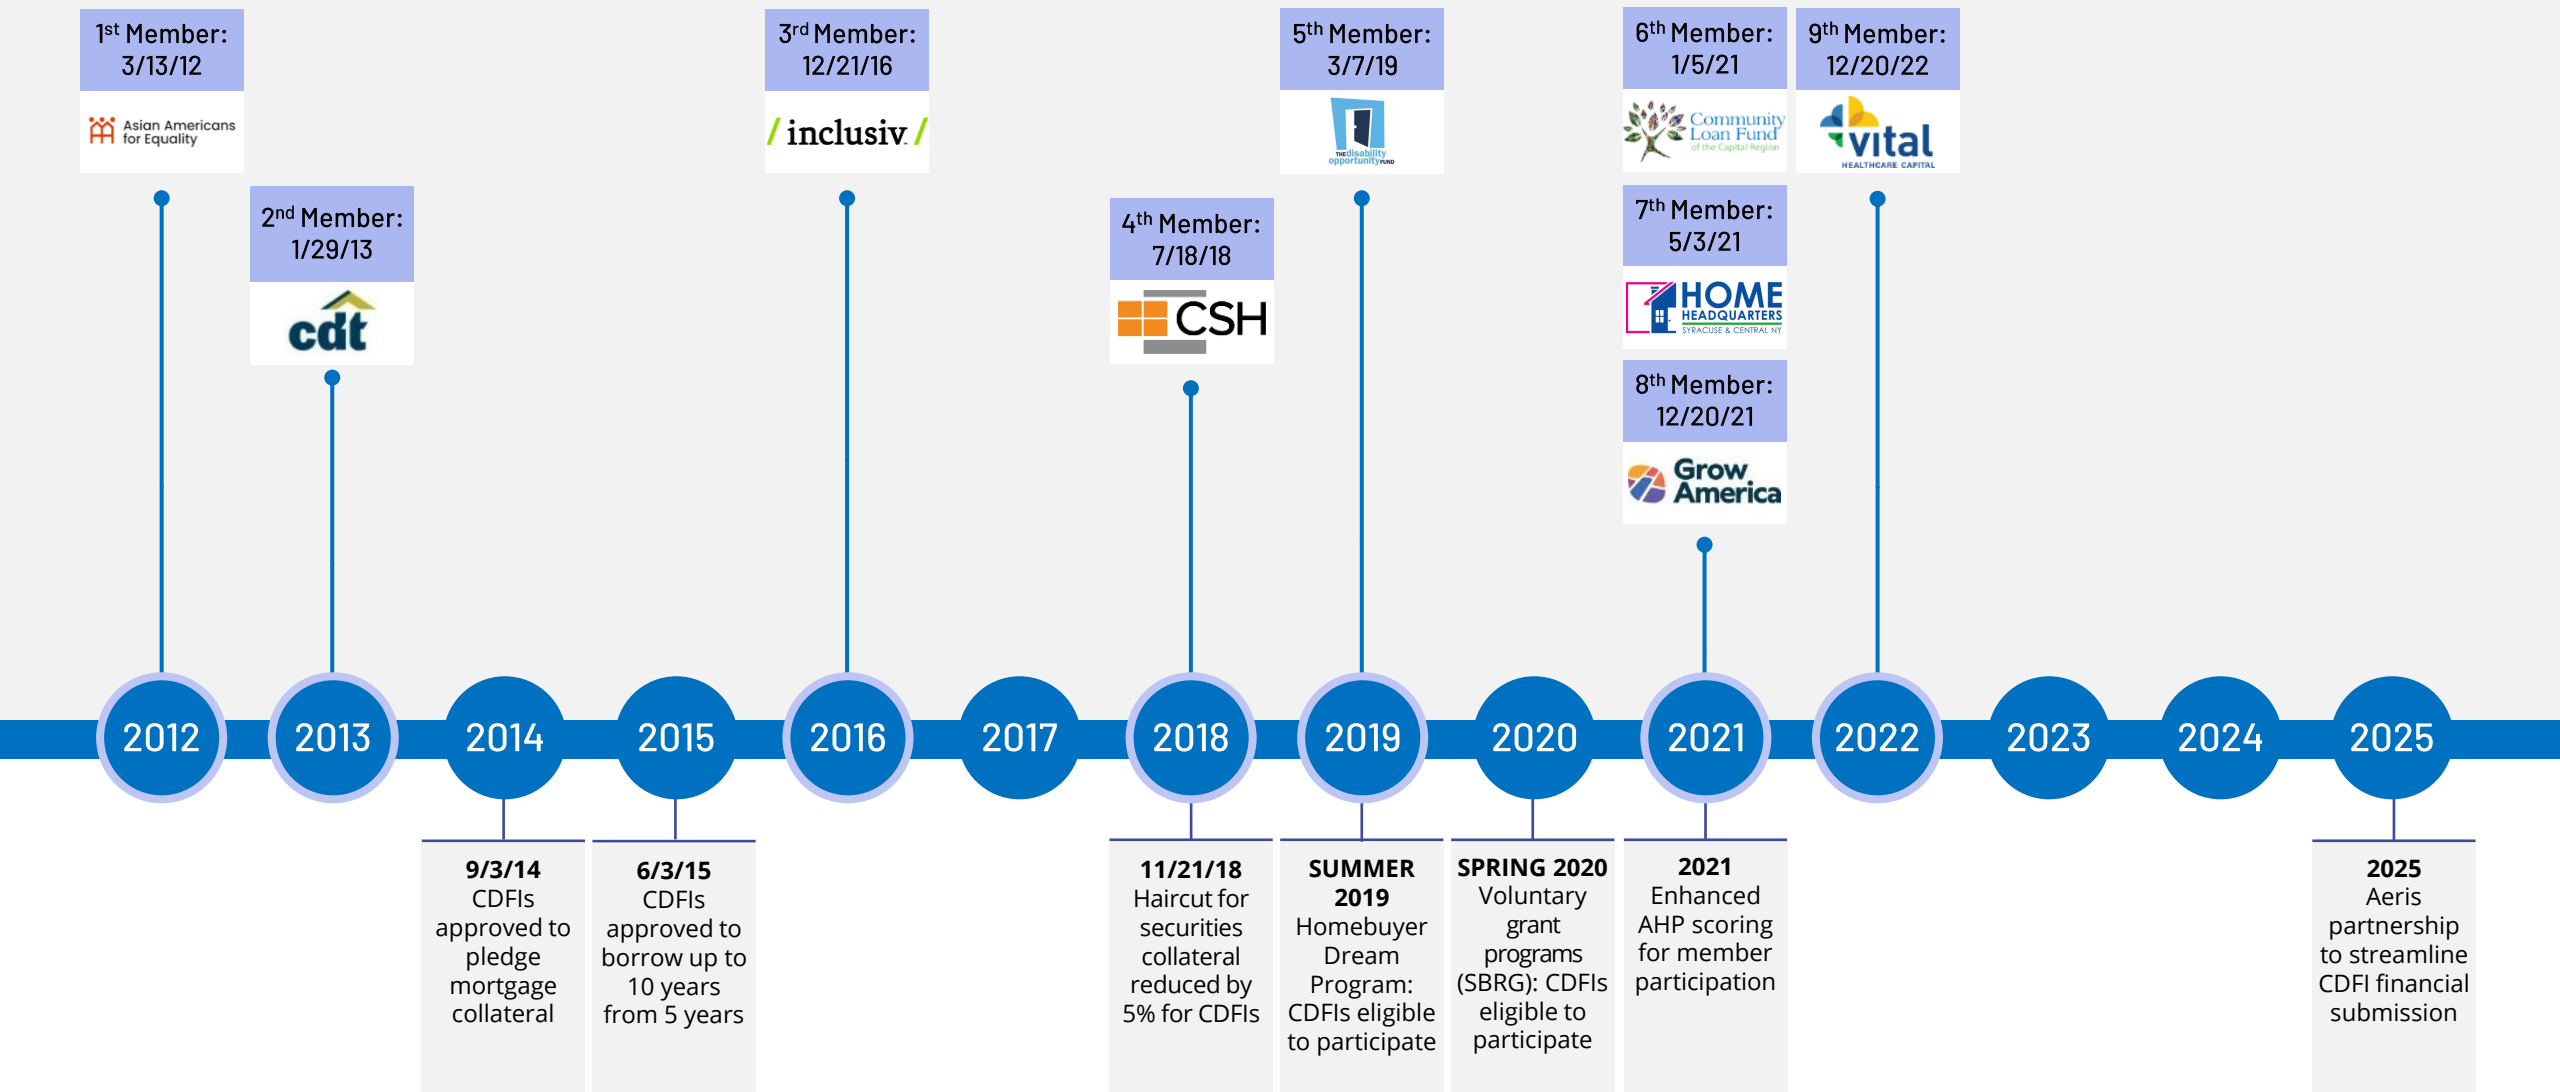 1st Member:
3/13/12
Asian Americans
for Equality
2nd Member:
1/29/13
cdt
3rd Member:
12/21/16
/ inclusiv /
4th Member:
7/18/18
CSH
5th Member:
3/7/19
THE disability
opportunity FUND
6th Member:
1/5/21
Community
Loan Fund
of the Capital Region
7th Member:
5/3/21
HOME
HEADQUARTERS
SYRACUSE & CENTRAL NY
8th Member:
12/20/21
Grow
America
9th Member:
12/20/22
vital
HEALTHCARE CAPITAL
2012
2013
2014
2015
2016
2017
2018
2019
2020
2021
2022
2023
2024
2025
9/3/14
CDFIs
approved to
pledge
mortgage
collateral
6/3/15
CDFIs
approved to
borrow up to
10 years
from 5 years
11/21/18
Haircut for
securities
collateral
reduced by
5% for CDFIs
SUMMER
2019
Homebuyer
Dream
Program:
CDFIs eligible
to participate
SPRING 2020
Voluntary
grant
programs
(SBRG): CDFIs
eligible to
participate
2021
Enhanced
AHP scoring
for member
participation
2025
Aeris
partnership
to streamline
CDFI financial
submission